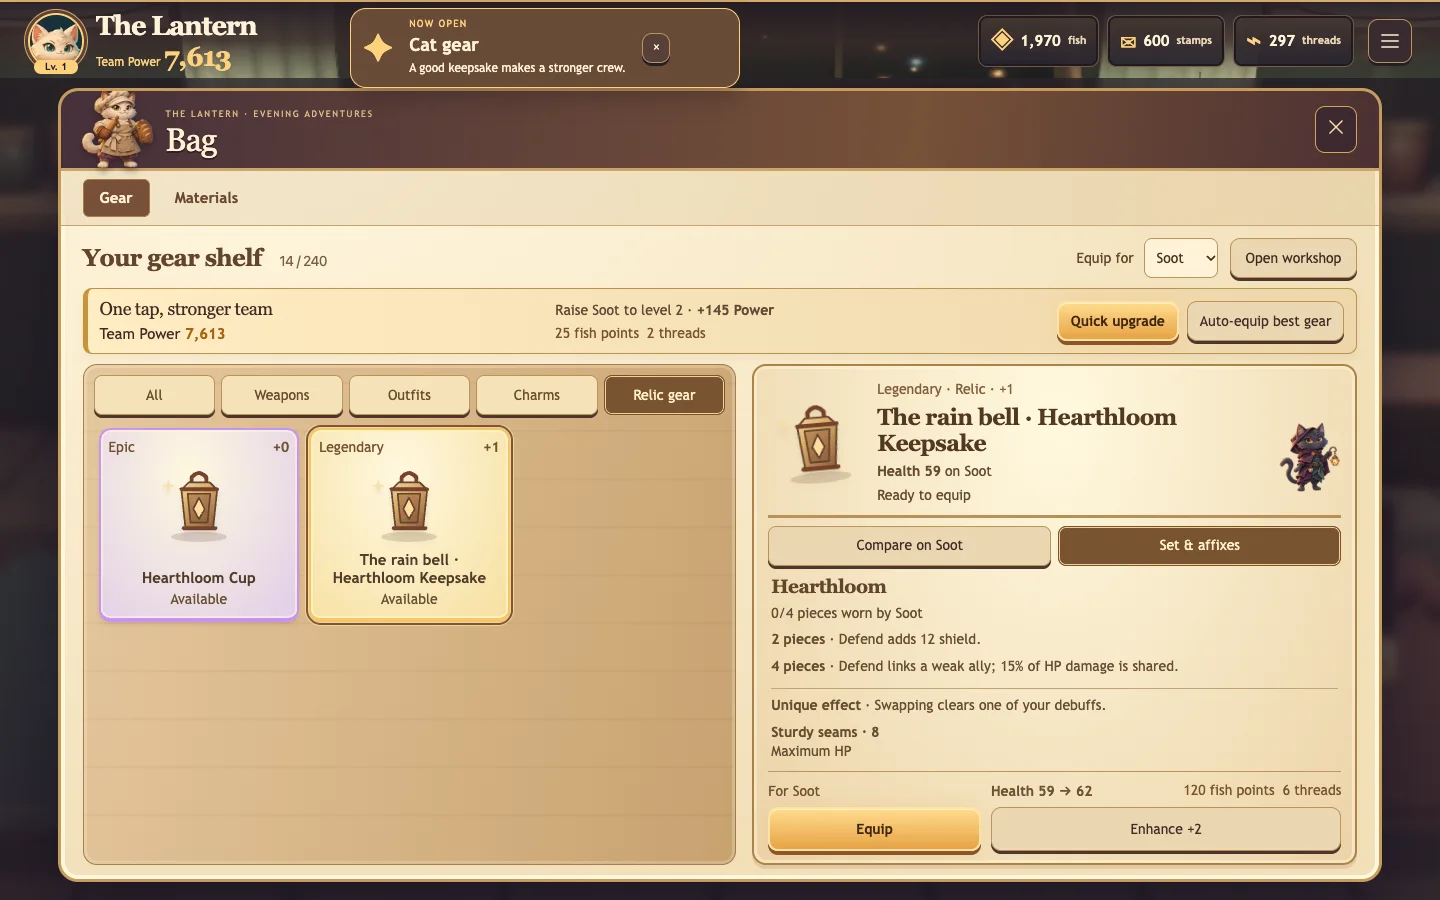 The Lantern
Team Power 7,613
Lv. 1
NOW OPEN
Cat gear
A good keepsake makes a stronger crew.
×
1,970 fish
600 stamps
297 threads
THE LANTERN · EVENING ADVENTURES
Bag
Gear
Materials
Your gear shelf 14 / 240
Equip for Soot
Open workshop
One tap, stronger team
Team Power 7,613
Raise Soot to level 2 · +145 Power
25 fish points 2 threads
Quick upgrade
Auto-equip best gear
All
Weapons
Outfits
Charms
Relic gear
Epic +0
Hearthloom Cup
Available
Legendary +1
The rain bell ·
Hearthloom Keepsake
Available
Legendary · Relic · +1
The rain bell · Hearthloom
Keepsake
Health 59 on Soot
Ready to equip
Compare on Soot
Set & affixes
Hearthloom
0/4 pieces worn by Soot
2 pieces · Defend adds 12 shield.
4 pieces · Defend links a weak ally; 15% of HP damage is shared.
Unique effect · Swapping clears one of your debuffs.
Sturdy seams · 8
Maximum HP
For Soot
Health 59 → 62
120 fish points 6 threads
Equip
Enhance +2